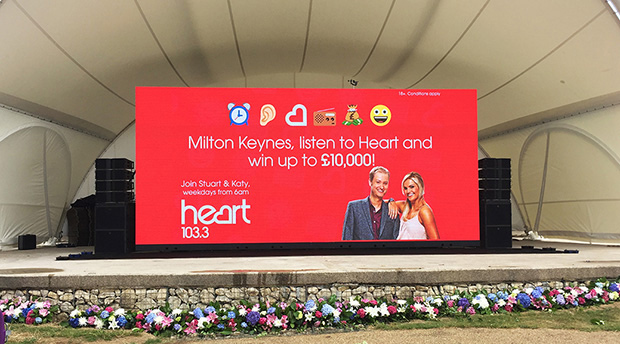 18+. Conditions apply
Milton Keynes, listen to Heart and
win up to £10,000!
Join Stuart & Katy,
weekdays from 6am
heart
103.3